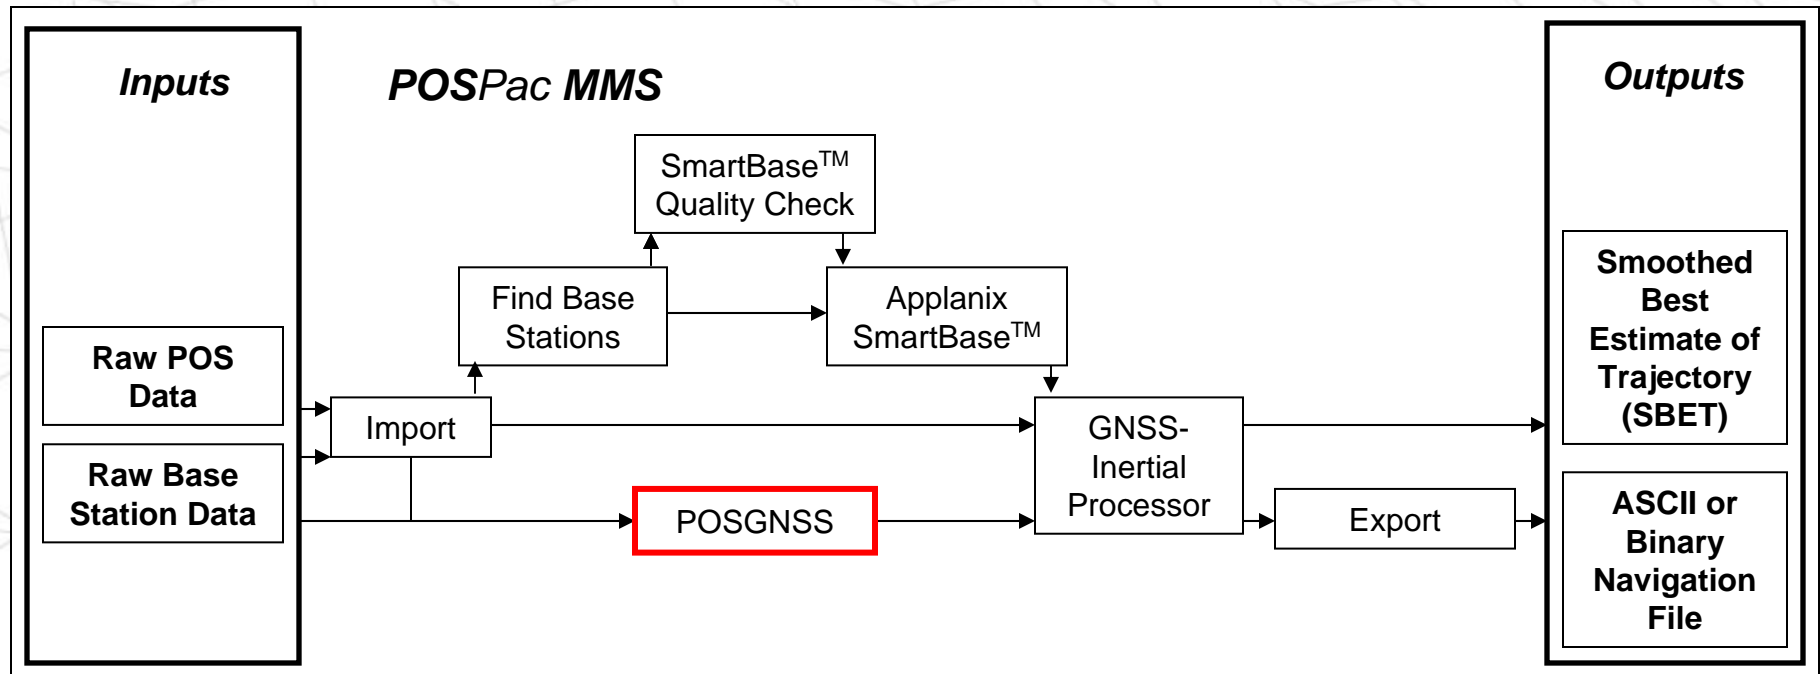 Inputs
POSPac MMS
Outputs
SmartBase™
Quality Check
Find Base
Stations
Applanix
SmartBase™
Raw POS
Data
Raw Base
Station Data
Import
POSGNSS
GNSS-
Inertial
Processor
Export
Smoothed
Best
Estimate of
Trajectory
(SBET)
ASCII or
Binary
Navigation
File